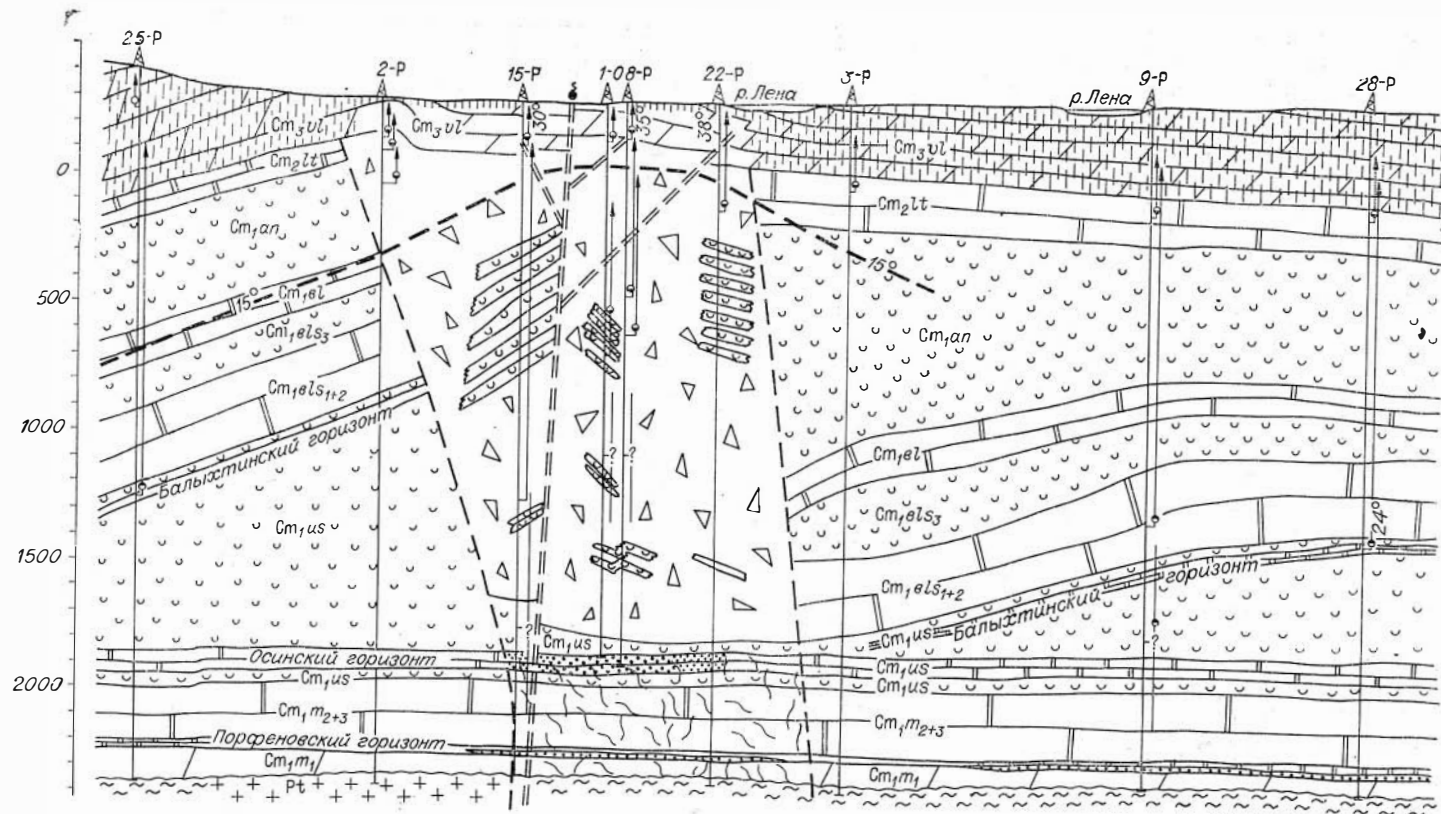 25-Р
2-Р
15-Р
1-0
8-Р
22-Р
р. Лена
3-Р
р. Лена
9-Р
28-Р
30°
35°
38°
Cm₃vl
Cm₃vl
Cm₃vl
0
Cm₂lt
Cm₂lt
Cm₁an
15°
15°
Cm₁el
500
Cm₁els₃
Cm₁an
Cm₁els₁₊₂
1000
Балыхтинский горизонт
Cm₁el
?
?
Cm₁els₃
Cm₁us
24°
1500
Cm₁els₁₊₂
Балыхтинский
горизонт
?
Cm₁us
?
Cm₁us
Осинский горизонт
Cm₁us
Cm₁us
Cm₁us
2000
Cm₁m₂₊₃
Cm₁m₂₊₃
Порфеновский горизонт
Cm₁m₁
Cm₁m₁
Pt